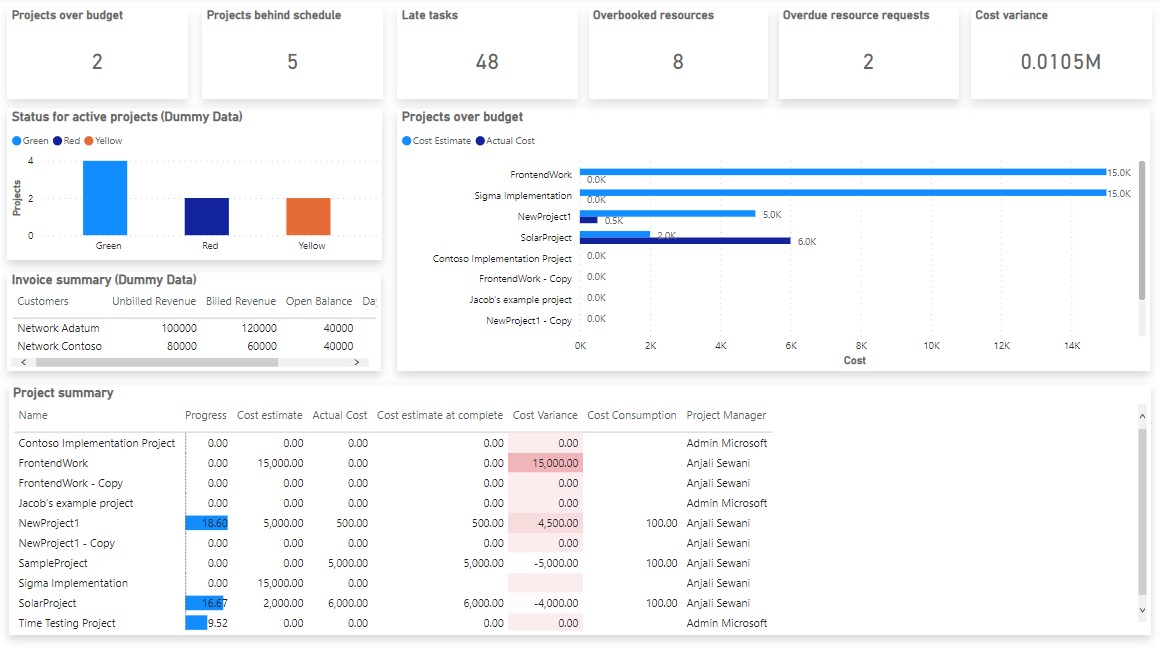 Projects over budget
2
Projects behind schedule
5
Late tasks
48
Overbooked resources
8
Overdue resource requests
2
Cost variance
0.0105M
Status for active projects (Dummy Data)
Green Red Yellow
Projects
4
2
0
Green Red Yellow
Invoice summary (Dummy Data)
Customers Unbilled Revenue Billed Revenue Open Balance Da
Network Adatum 100000 120000 40000
Network Contoso 80000 60000 40000
Projects over budget
Cost Estimate Actual Cost
FrontendWork 15.0K 0.0K
Sigma Implementation 15.0K 0.0K
NewProject1 5.0K 0.5K
SolarProject 2.0K 6.0K
Contoso Implementation Project 0.0K
FrontendWork - Copy 0.0K
Jacob's example project 0.0K
NewProject1 - Copy 0.0K
0K 2K 4K 6K 8K 10K 12K 14K
Cost
Project summary
Name Progress Cost estimate Actual Cost Cost estimate at complete Cost Variance Cost Consumption Project Manager
Contoso Implementation Project 0.00 0.00 0.00 0.00 0.00 Admin Microsoft
FrontendWork 0.00 15,000.00 0.00 0.00 15,000.00 Anjali Sewani
FrontendWork - Copy 0.00 0.00 0.00 0.00 0.00 Anjali Sewani
Jacob's example project 0.00 0.00 0.00 0.00 0.00 Admin Microsoft
NewProject1 18.60 5,000.00 500.00 500.00 4,500.00 100.00 Anjali Sewani
NewProject1 - Copy 0.00 0.00 0.00 0.00 0.00 Anjali Sewani
SampleProject 0.00 0.00 5,000.00 5,000.00 -5,000.00 100.00 Anjali Sewani
Sigma Implementation 0.00 15,000.00 0.00 Anjali Sewani
SolarProject 16.67 2,000.00 6,000.00 6,000.00 -4,000.00 100.00 Anjali Sewani
Time Testing Project 9.52 0.00 0.00 0.00 0.00 Admin Microsoft